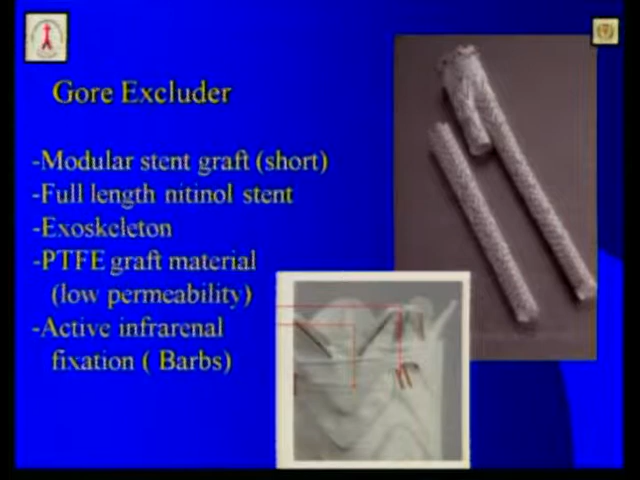 Gore Excluder
-Modular stent graft (short)
-Full length nitinol stent
-Exoskeleton
-PTFE graft material
(low permeability)
-Active infrarenal
fixation ( Barbs)